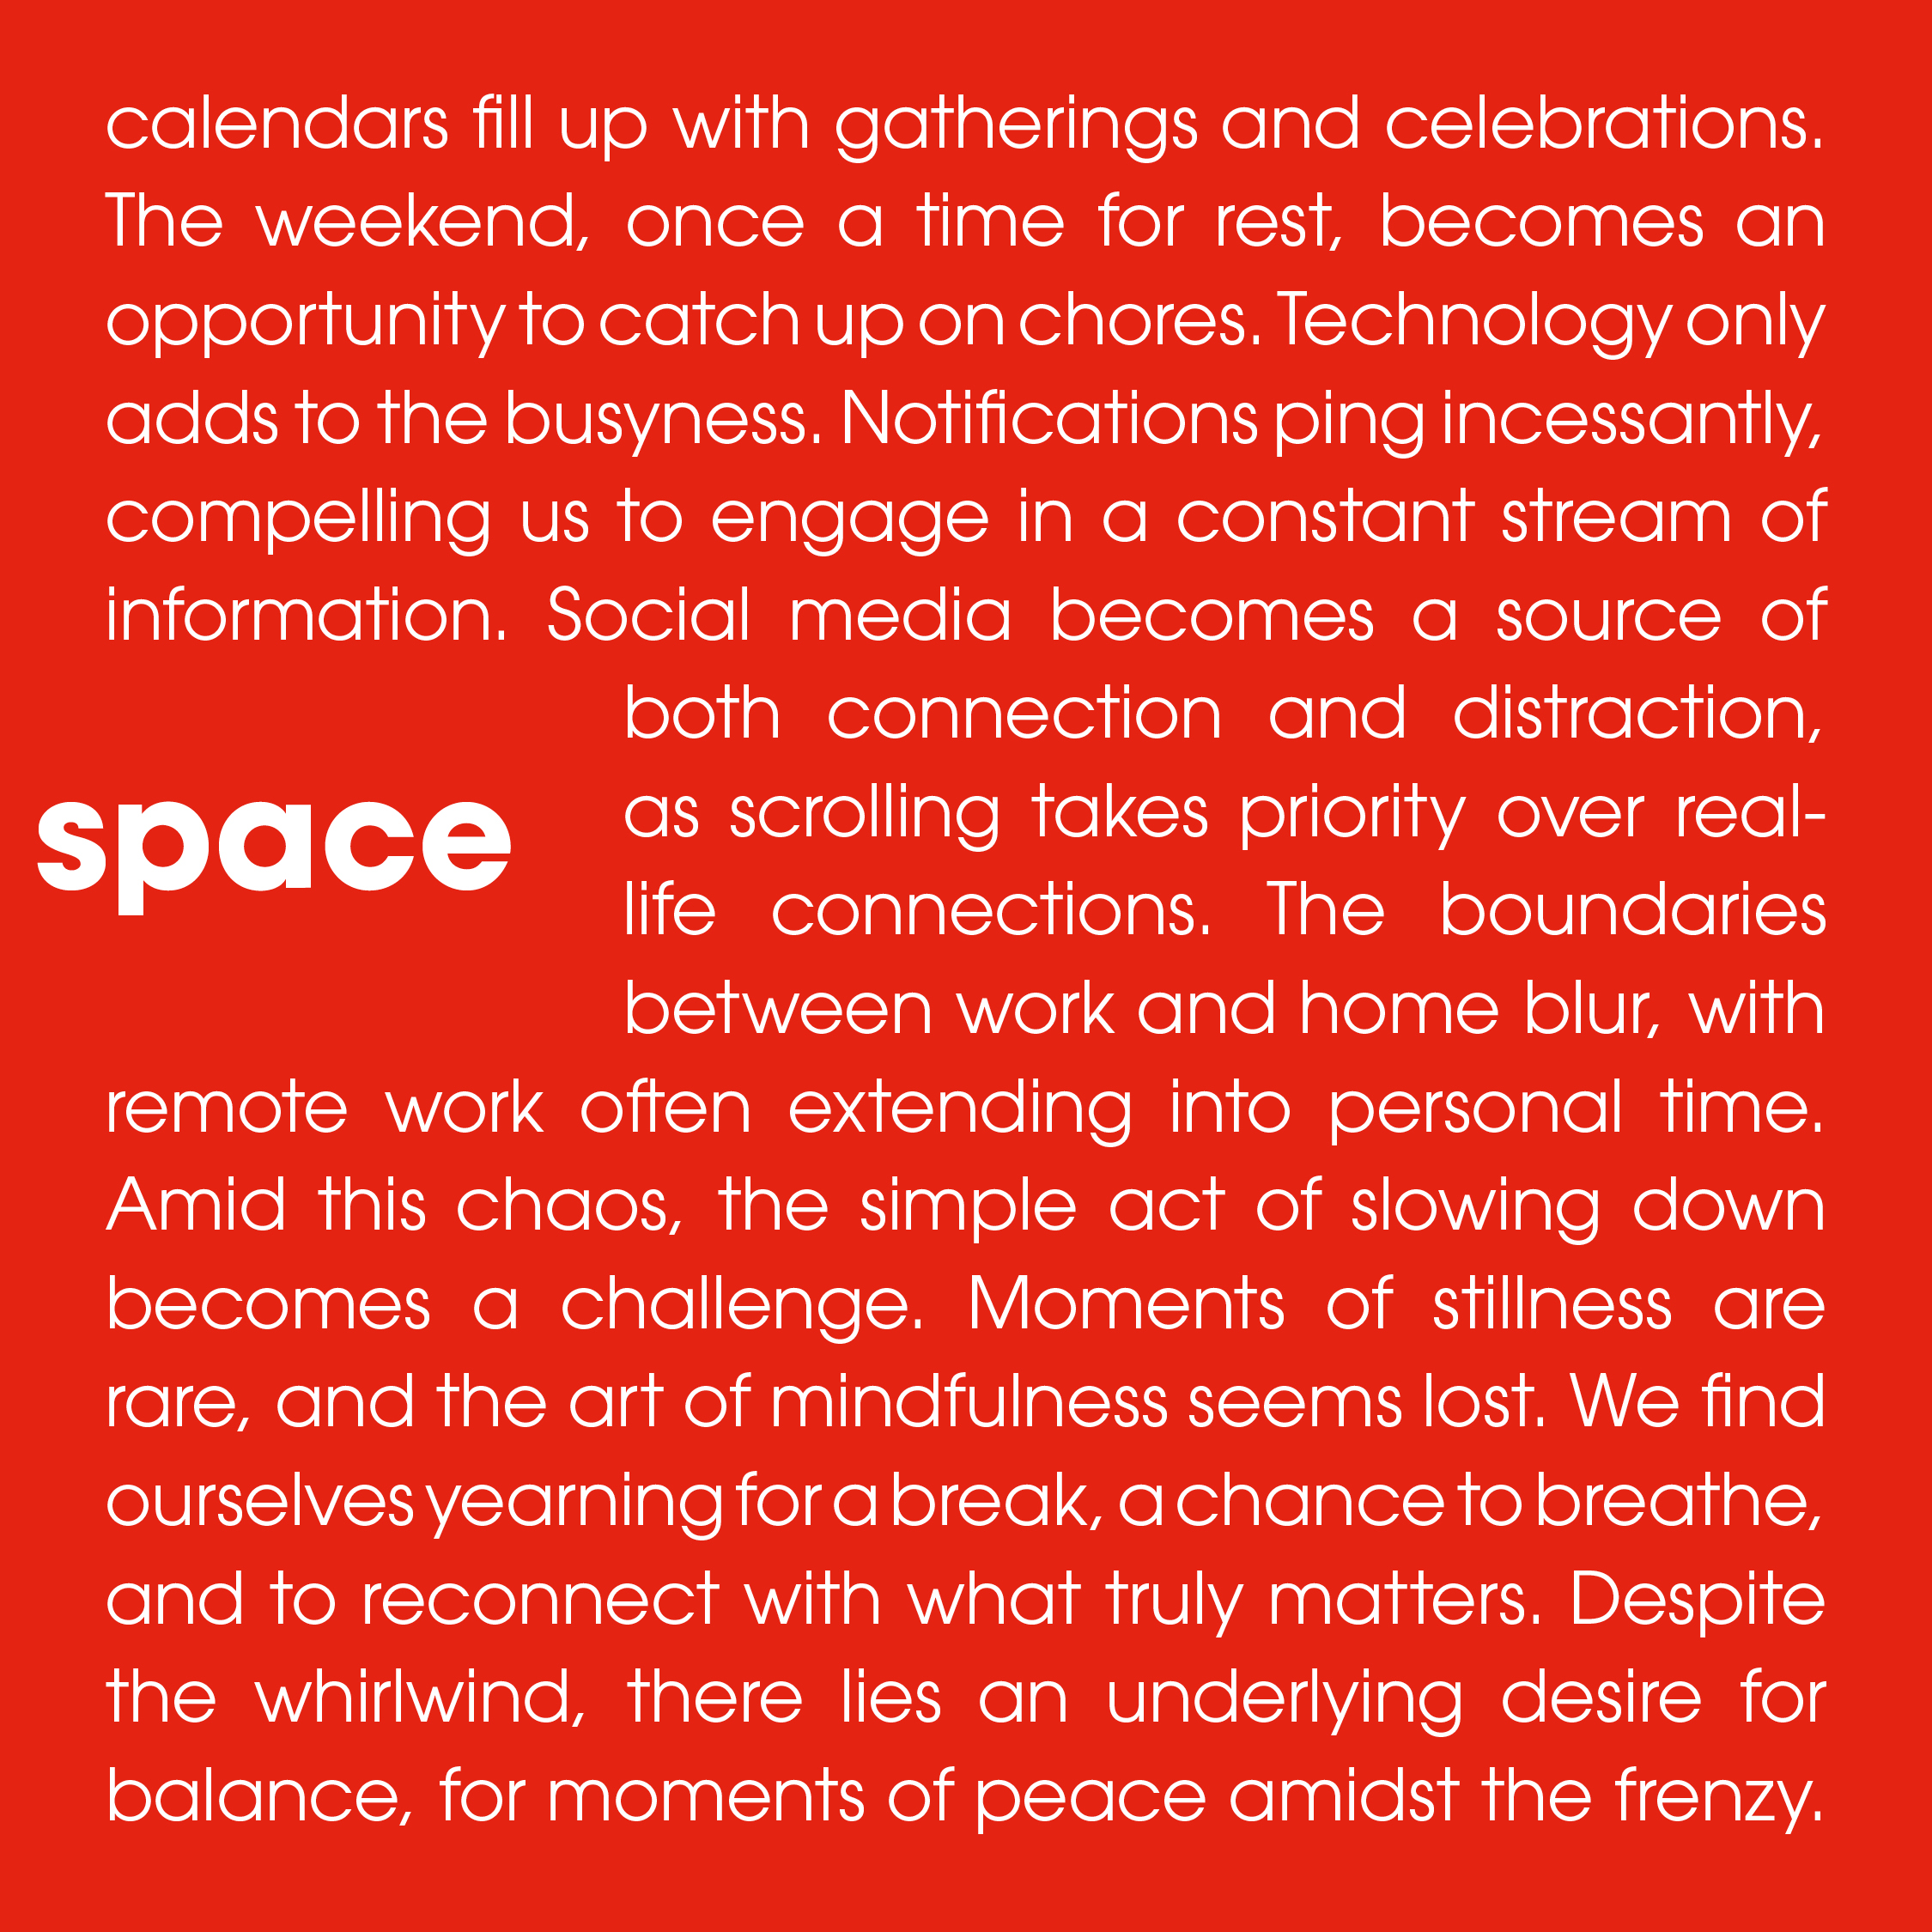 calendars fill up with gatherings and celebrations.
The weekend, once a time for rest, becomes an
opportunity to catch up on chores. Technology only
adds to the busyness. Notifications ping incessantly,
compelling us to engage in a constant stream of
information. Social media becomes a source of
both connection and distraction,
space
as scrolling takes priority over real-
life connections. The boundaries
between work and home blur, with
remote work often extending into personal time.
Amid this chaos, the simple act of slowing down
becomes a challenge. Moments of stillness are
rare, and the art of mindfulness seems lost. We find
ourselves yearning for a break, a chance to breathe,
and to reconnect with what truly matters. Despite
the whirlwind, there lies an underlying desire for
balance, for moments of peace amidst the frenzy.